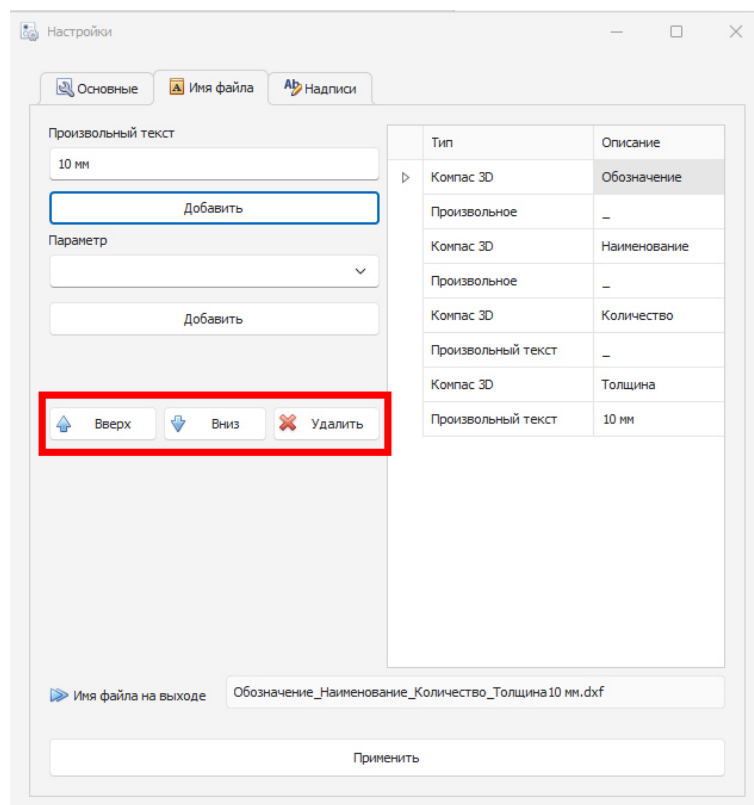 Настройки
Основные
Имя файла
Надписи
Произвольный текст
10 мм
Добавить
Параметр
Добавить
Вверх
Вниз
Удалить
Тип Описание
Компас 3D Обозначение
Произвольное _
Компас 3D Наименование
Произвольное _
Компас 3D Количество
Произвольный текст _
Компас 3D Толщина
Произвольный текст 10 мм
Имя файла на выходе Обозначение_Наименование_Количество_Толщина10 мм.dxf
Применить